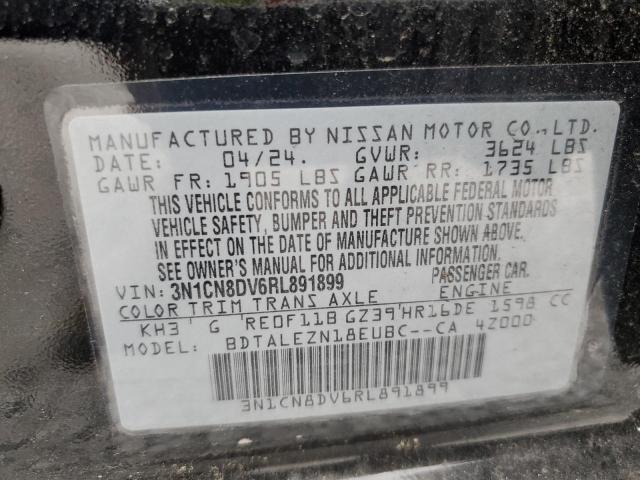 MANUFACTURED BY NISSAN MOTOR CO., LTD.
DATE: 04/24. GVWR: 3624 LBS
GAWR FR: 1905 LBS GAWR RR: 1735 LBS
THIS VEHICLE CONFORMS TO ALL APPLICABLE FEDERAL MOTOR
VEHICLE SAFETY, BUMPER AND THEFT PREVENTION STANDARDS
IN EFFECT ON THE DATE OF MANUFACTURE SHOWN ABOVE.
SEE OWNER'S MANUAL FOR ADDITIONAL INFORMATION.
VIN: 3N1CN8DV6RL891899 PASSENGER CAR.
COLOR TRIM TRANS AXLE ENGINE
KH3 G RE0F11B GZ39 HR16DE 1598 CC
MODEL: BDTALEZN18EUBC--CA 4Z000
3N1CN8DV6RL891899